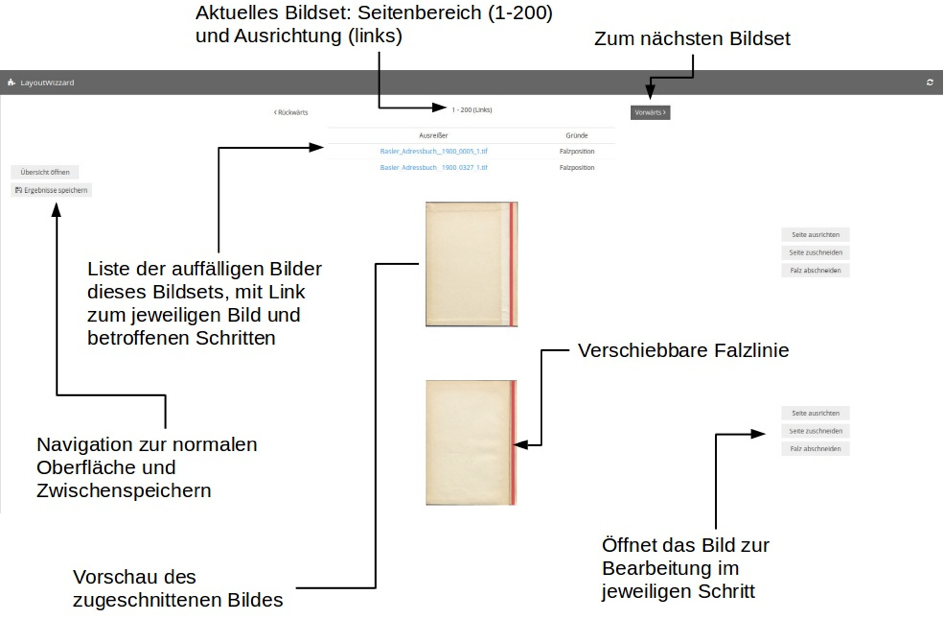 Aktuelles Bildset: Seitenbereich (1-200)
und Ausrichtung (links)
Zum nächsten Bildset
LayoutWizzard
Rückwärts
1 - 200 (Links)
Vorwärts
Ausreißer
Gründe
Basler_Adressbuch__1900_0005_1.tif
Falzposition
Basler_Adressbuch__1900_0327_1.tif
Falzposition
Übersicht öffnen
Ergebnisse speichern
Seite ausrichten
Seite zuschneiden
Falz abschneiden
Liste der auffälligen Bilder
dieses Bildsets, mit Link
zum jeweiligen Bild und
betroffenen Schritten
Verschiebbare Falzlinie
Seite ausrichten
Seite zuschneiden
Falz abschneiden
Navigation zur normalen
Oberfläche und
Zwischenspeichern
Öffnet das Bild zur
Bearbeitung im
jeweiligen Schritt
Vorschau des
zugeschnittenen Bildes